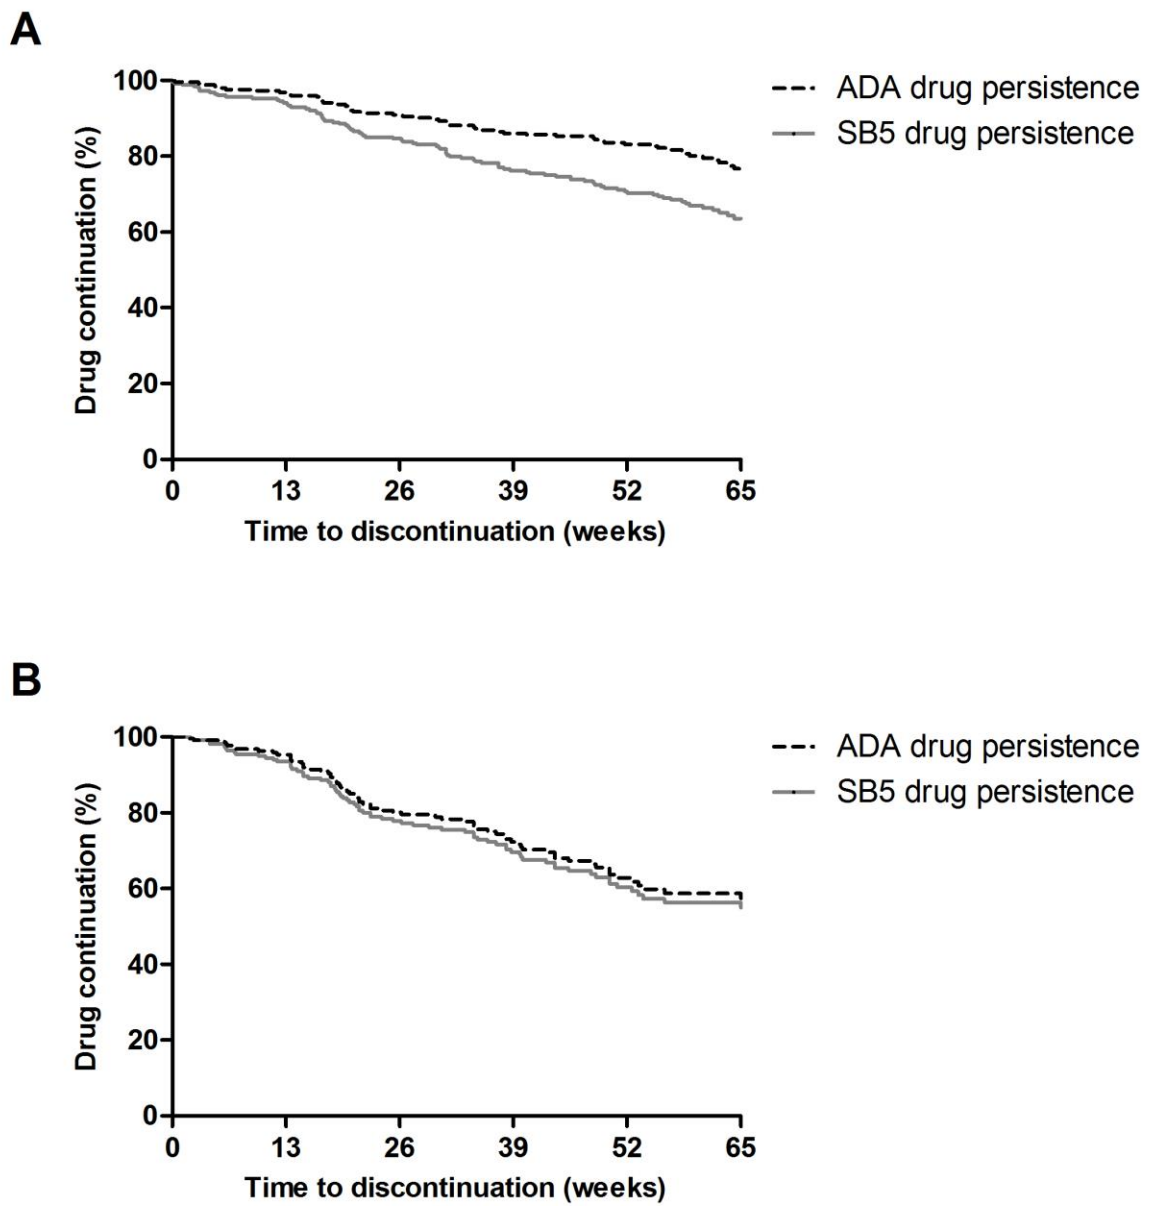 A
100
80
60
40
20
0
Drug continuation (%)
0 13 26 39 52 65
Time to discontinuation (weeks)
ADA drug persistence
SB5 drug persistence
B
100
80
60
40
20
0
Drug continuation (%)
0 13 26 39 52 65
Time to discontinuation (weeks)
ADA drug persistence
SB5 drug persistence